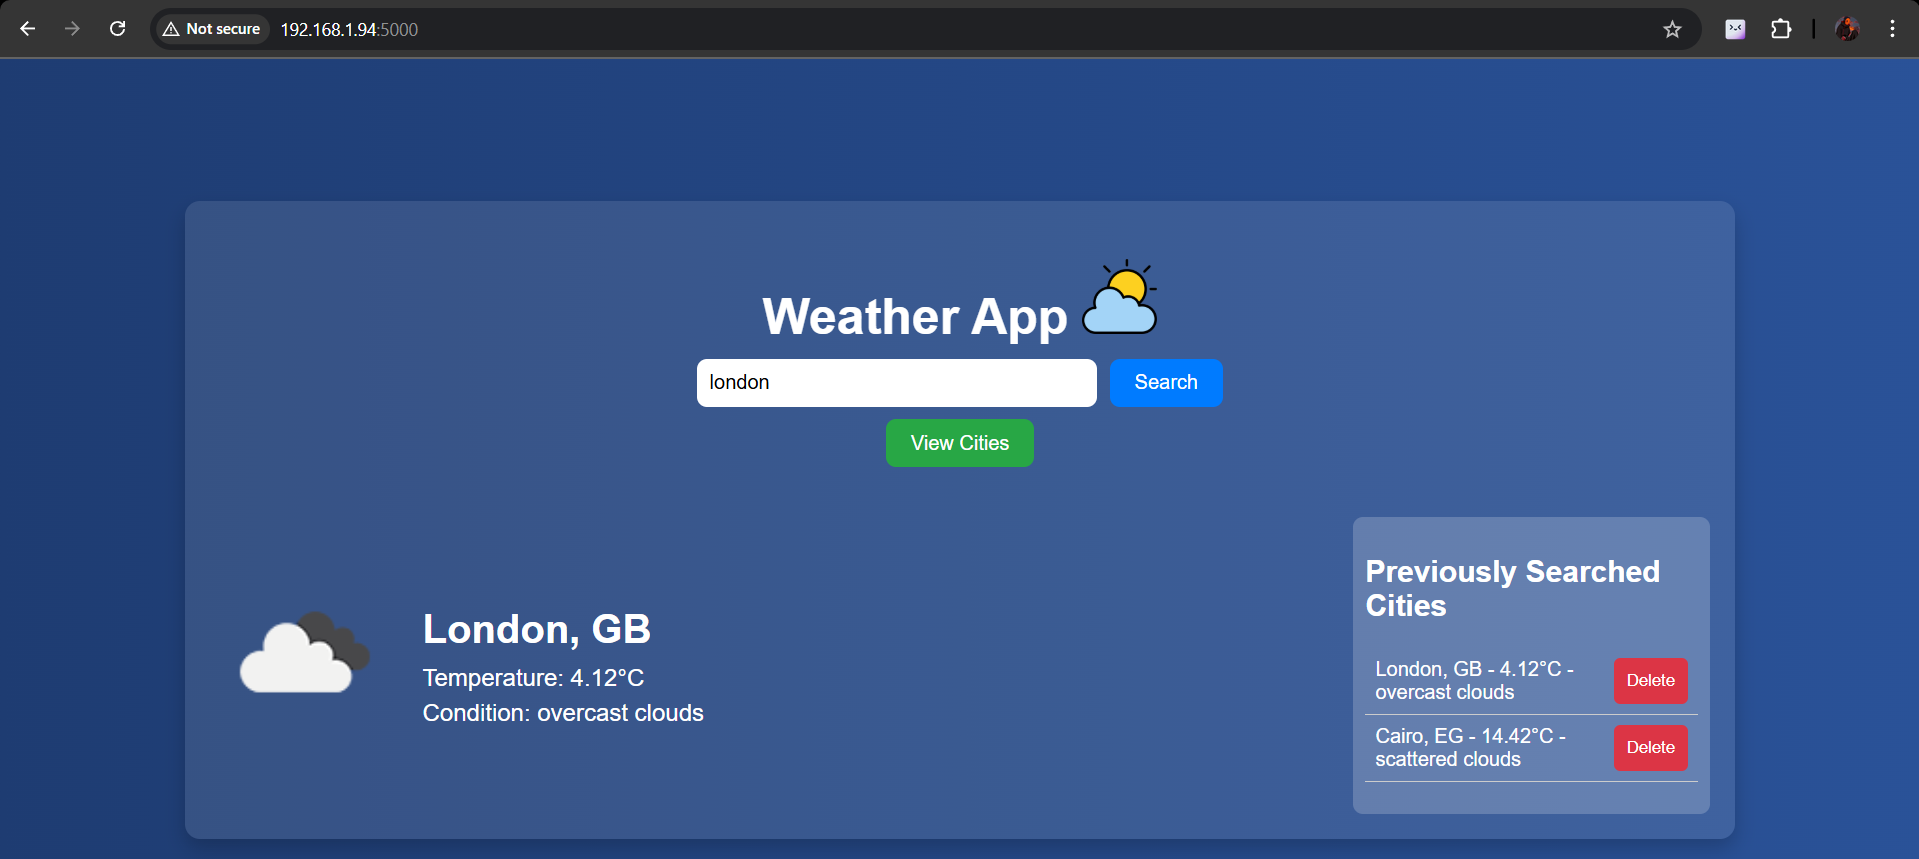 Not secure 192.168.1.94:5000
Weather App
london
Search
View Cities
London, GB
Temperature: 4.12°C
Condition: overcast clouds
Previously Searched
Cities
London, GB - 4.12°C -
overcast clouds
Delete
Cairo, EG - 14.42°C -
scattered clouds
Delete